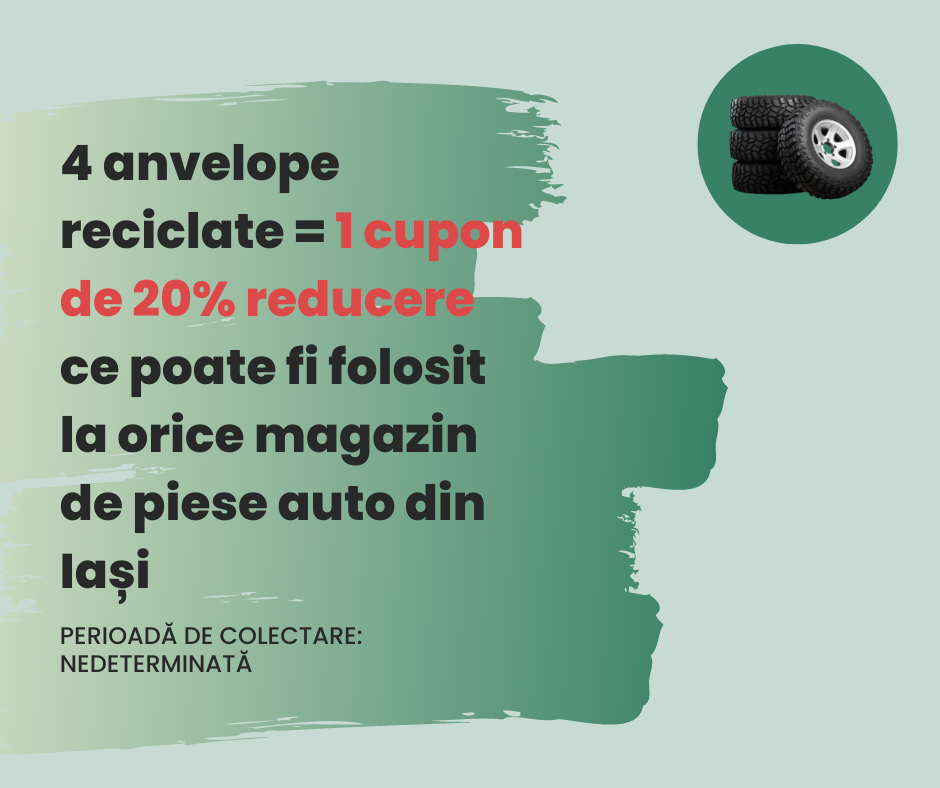 4 anvelope
reciclate = 1 cupon
de 20% reducere
ce poate fi folosit
la orice magazin
de piese auto din
Iași
PERIOADĂ DE COLECTARE:
NEDETERMINATĂ